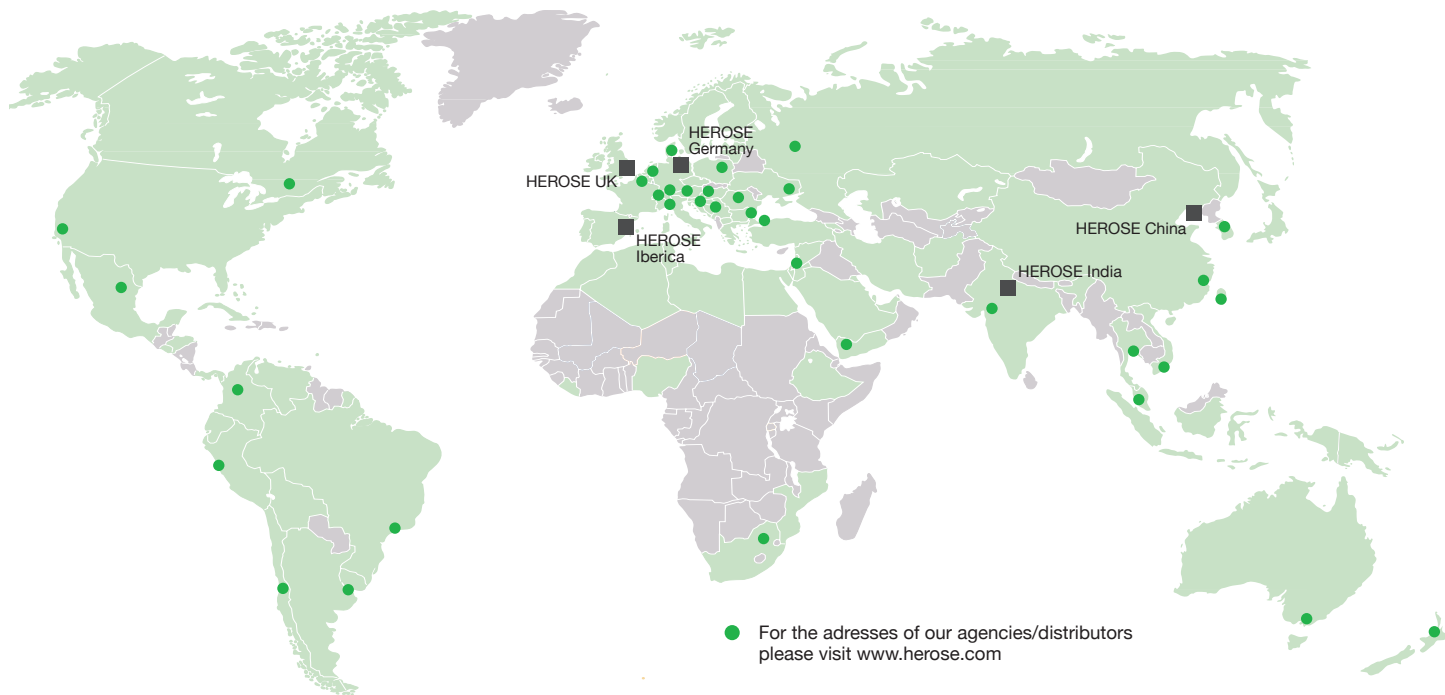 HEROSE
Germany
HEROSE UK
HEROSE
Iberica
HEROSE China
HEROSE India
For the adresses of our agencies/distributors
please visit www.herose.com